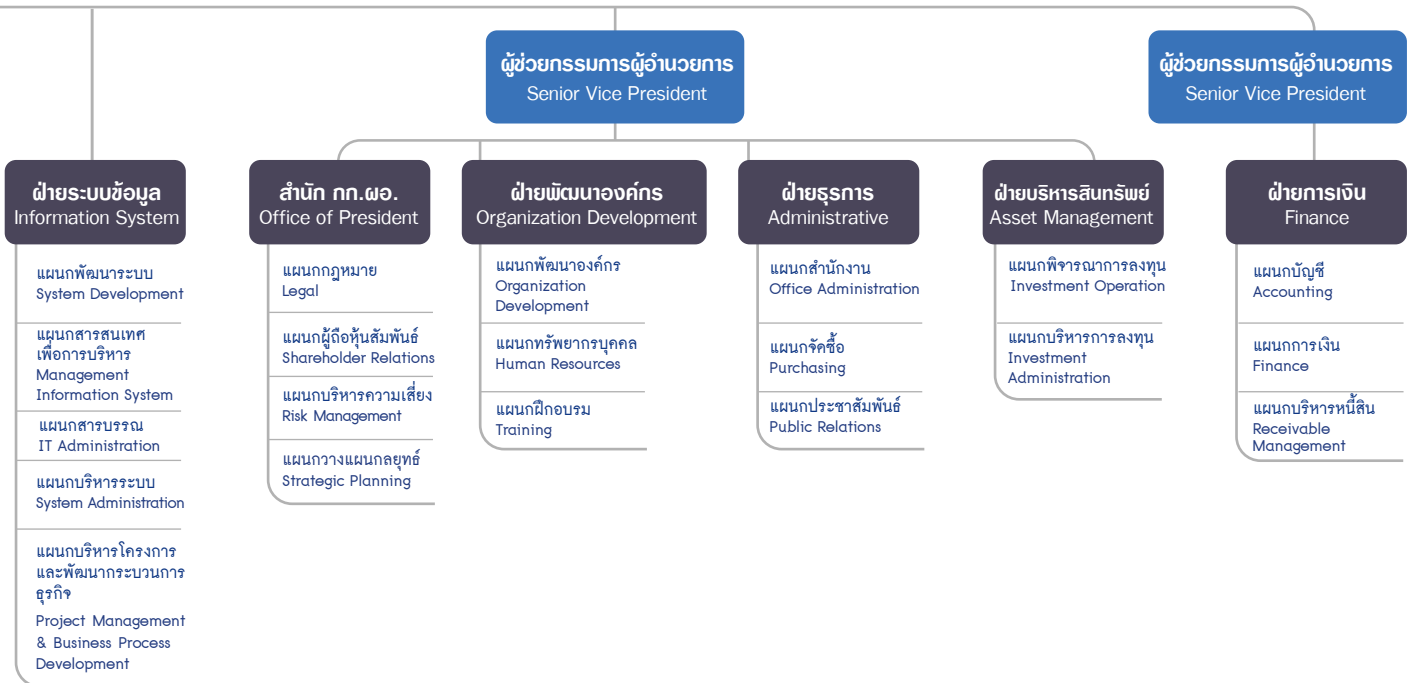 ผู้ช่วยกรรมการผู้อำนวยการ
Senior Vice President
ผู้ช่วยกรรมการผู้อำนวยการ
Senior Vice President
ฝ่ายระบบข้อมูล
Information System
แผนกพัฒนาระบบ
System Development
แผนกสารสนเทศ
เพื่อการบริหาร
Management
Information System
แผนกสารบรรณ
IT Administration
แผนกบริหารระบบ
System Administration
แผนกบริหารโครงการ
และพัฒนากระบวนการ
ธุรกิจ
Project Management
& Business Process
Development
สำนัก กก.ผอ.
Office of President
แผนกกฎหมาย
Legal
แผนกผู้ถือหุ้นสัมพันธ์
Shareholder Relations
แผนกบริหารความเสี่ยง
Risk Management
แผนกวางแผนกลยุทธ์
Strategic Planning
ฝ่ายพัฒนาองค์กร
Organization Development
แผนกพัฒนาองค์กร
Organization
Development
แผนกทรัพยากรบุคคล
Human Resources
แผนกฝึกอบรม
Training
ฝ่ายธุรการ
Administrative
แผนกสำนักงาน
Office Administration
แผนกจัดซื้อ
Purchasing
แผนกประชาสัมพันธ์
Public Relations
ฝ่ายบริหารสินทรัพย์
Asset Management
แผนกพิจารณาการลงทุน
Investment Operation
แผนกบริหารการลงทุน
Investment
Administration
ฝ่ายการเงิน
Finance
แผนกบัญชี
Accounting
แผนกการเงิน
Finance
แผนกบริหารหนี้สิน
Receivable
Management